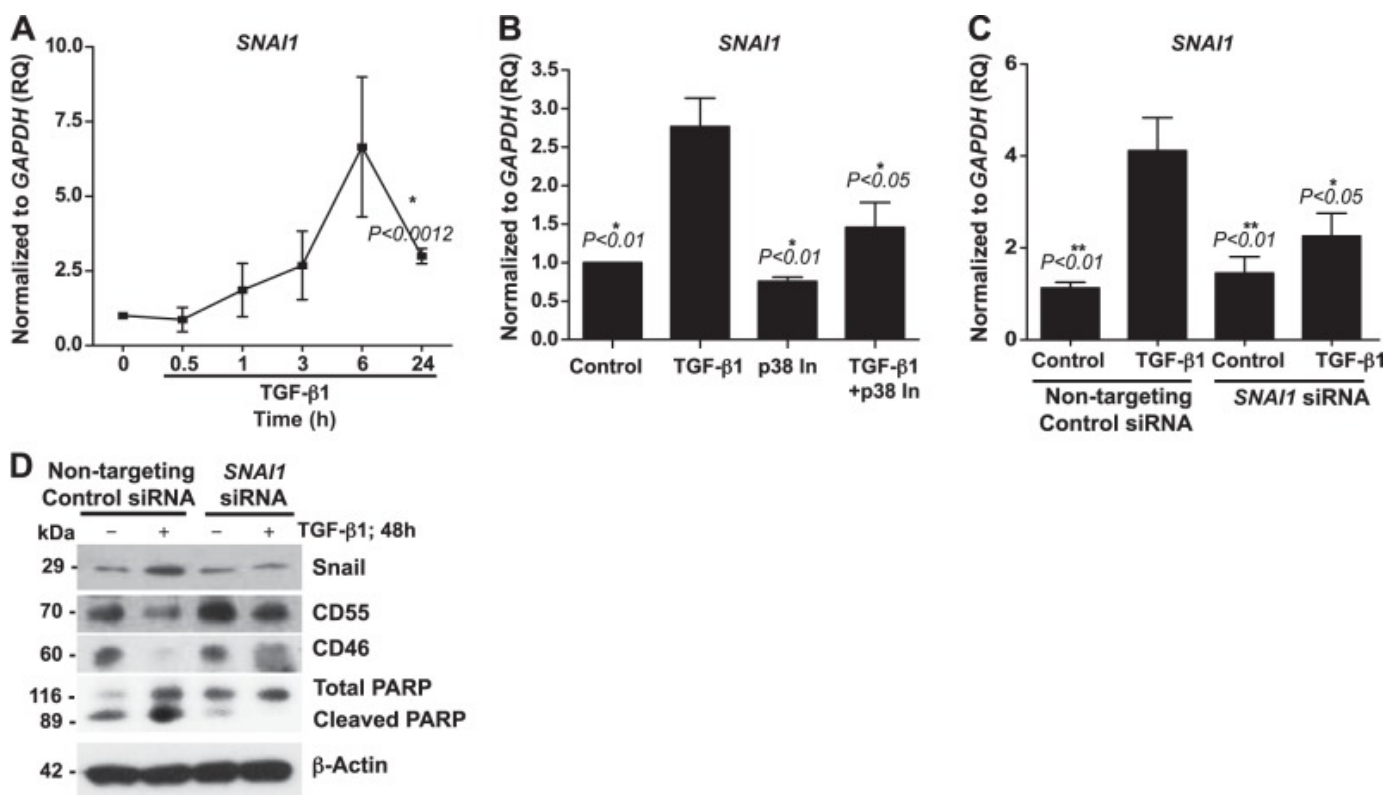 A
SNAI1
Normalized to GAPDH (RQ)
10.0
7.5
5.0
2.5
0.0
*
P<0.0012
0 0.5 1 3 6 24
TGF-β1
Time (h)
B
SNAI1
Normalized to GAPDH (RQ)
3.5
3.0
2.5
2.0
1.5
1.0
0.5
0.0
*
P<0.01
*
P<0.01
*
P<0.05
Control TGF-β1 p38 In TGF-β1
+p38 In
C
SNAI1
Normalized to GAPDH (RQ)
6
4
2
0
**
P<0.01
**
P<0.01
*
P<0.05
Control TGF-β1 Control TGF-β1
Non-targeting
Control siRNA
SNAI1 siRNA
D
Non-targeting
Control siRNA
SNAI1
siRNA
kDa – + – + TGF-β1; 48h
29 - Snail
70 - CD55
60 - CD46
116 - Total PARP
89 - Cleaved PARP
42 - β-Actin